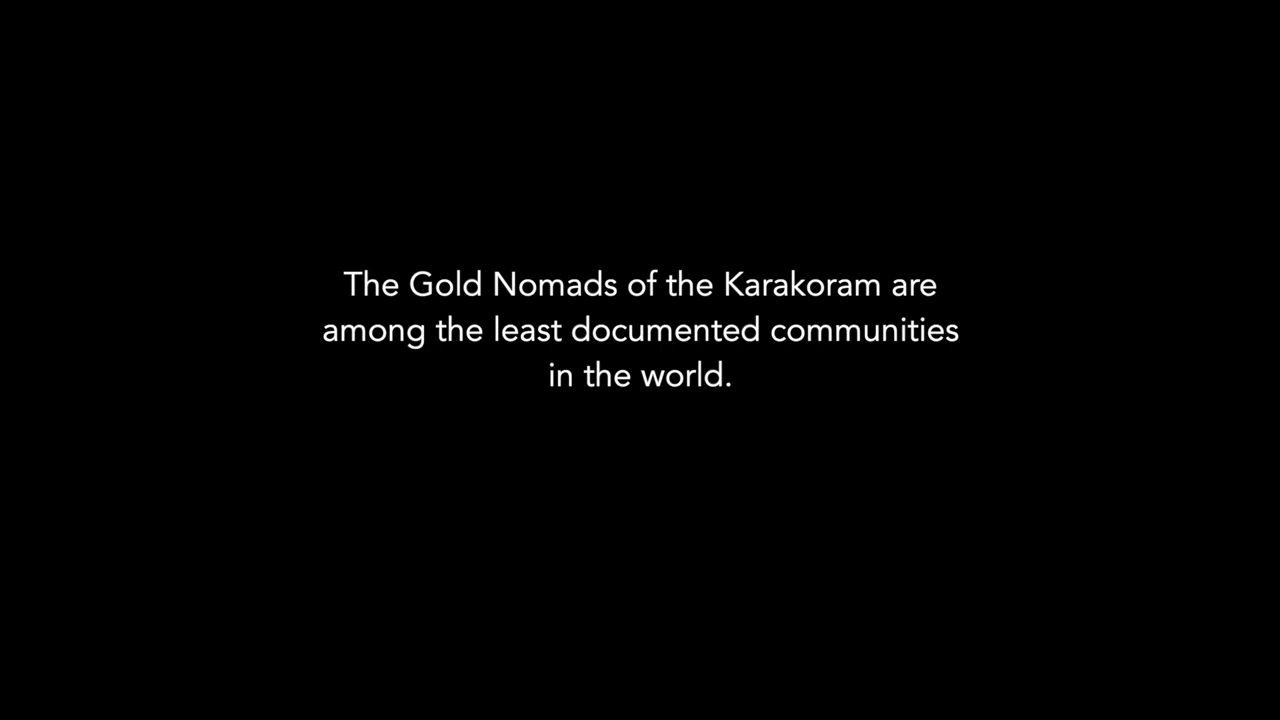 The Gold Nomads of the Karakoram are
among the least documented communities
in the world.